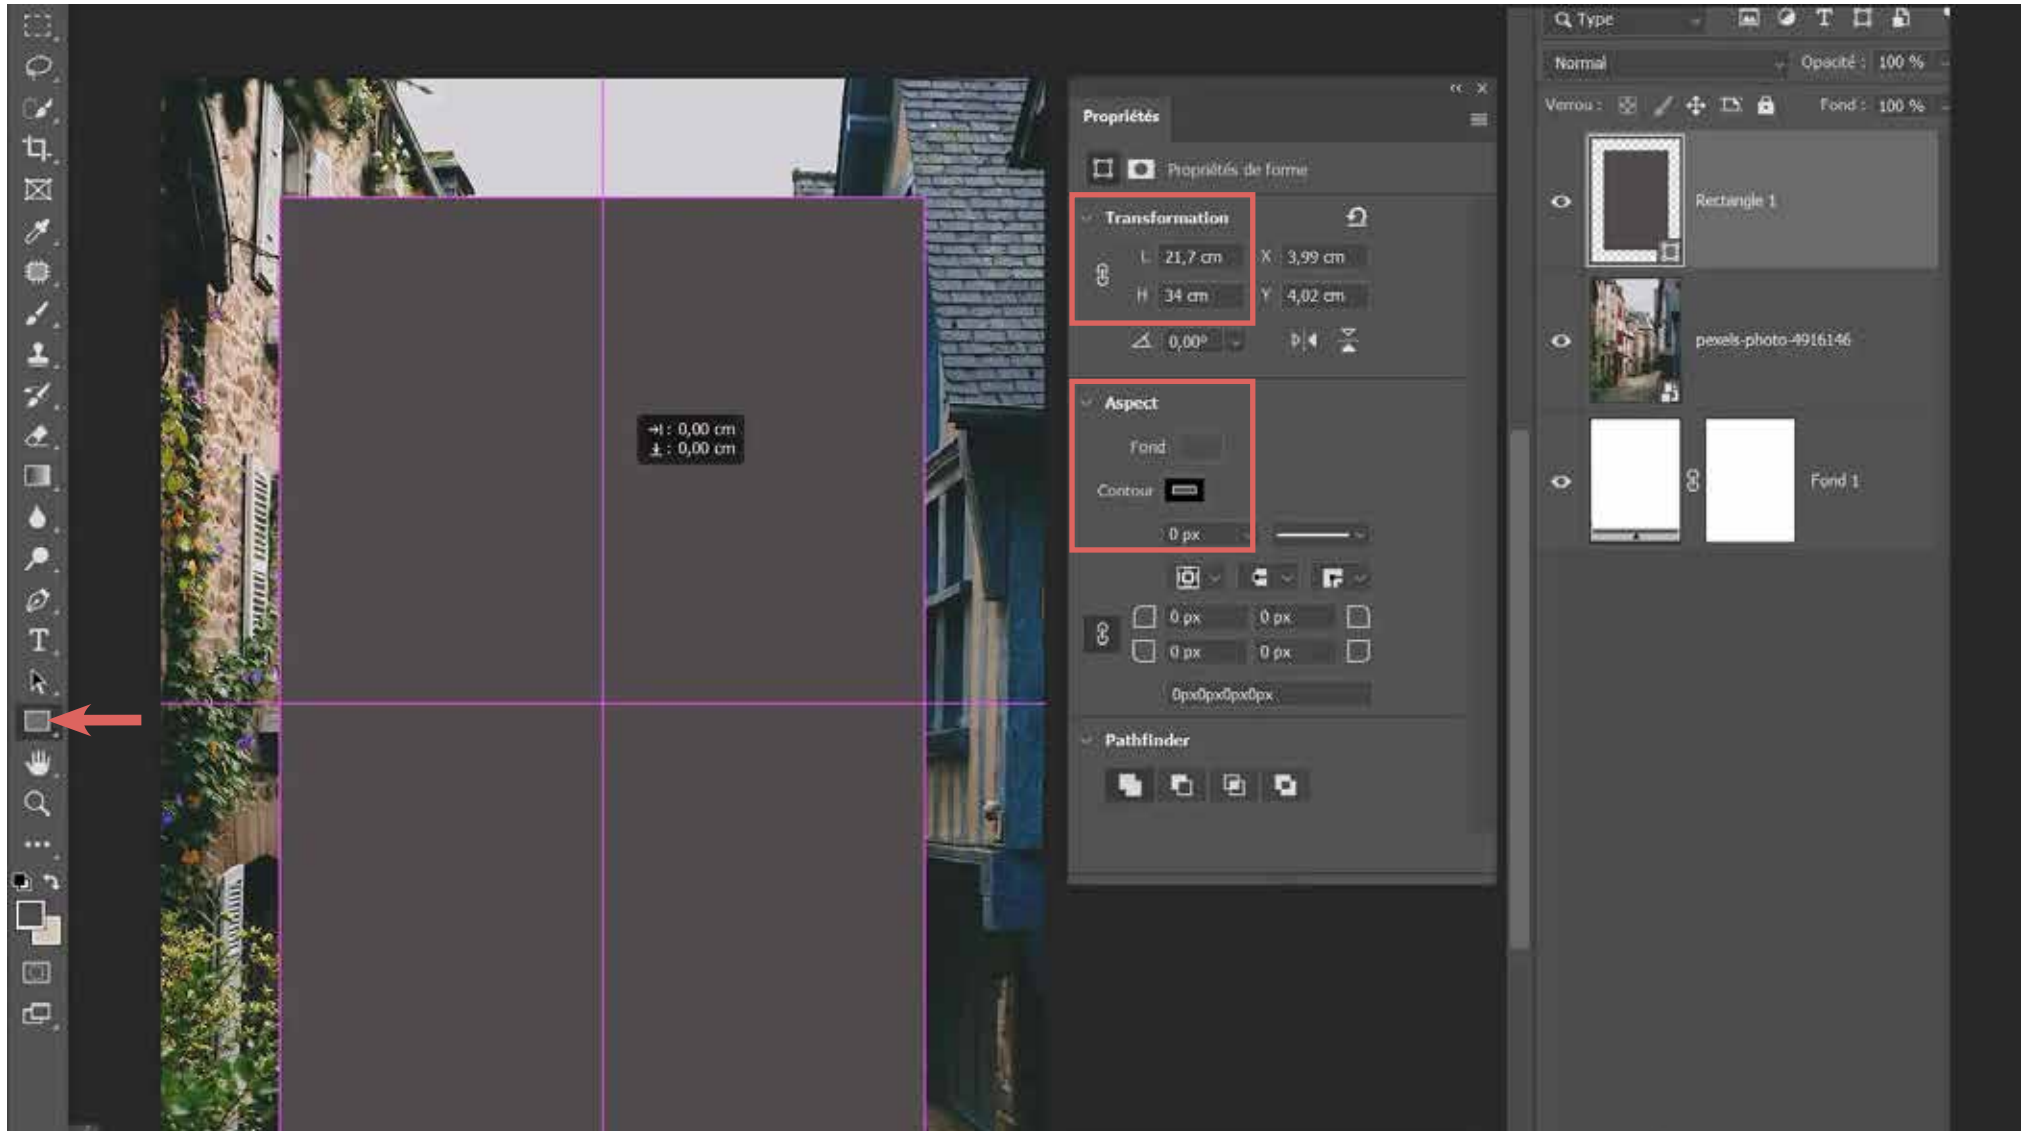 Type
Normal
Opacité : 100 %
Verrou :
Fond : 100 %
Propriétés
Propriétés de forme
Transformation
L 21,7 cm X 3,99 cm
H 34 cm Y 4,02 cm
0,00°
Aspect
Fond
Contour
0 px
0 px 0 px
0 px 0 px
0px0px0px0px
Pathfinder
: 0,00 cm
: 0,00 cm
Rectangle 1
pexels-photo-4916146
Fond 1